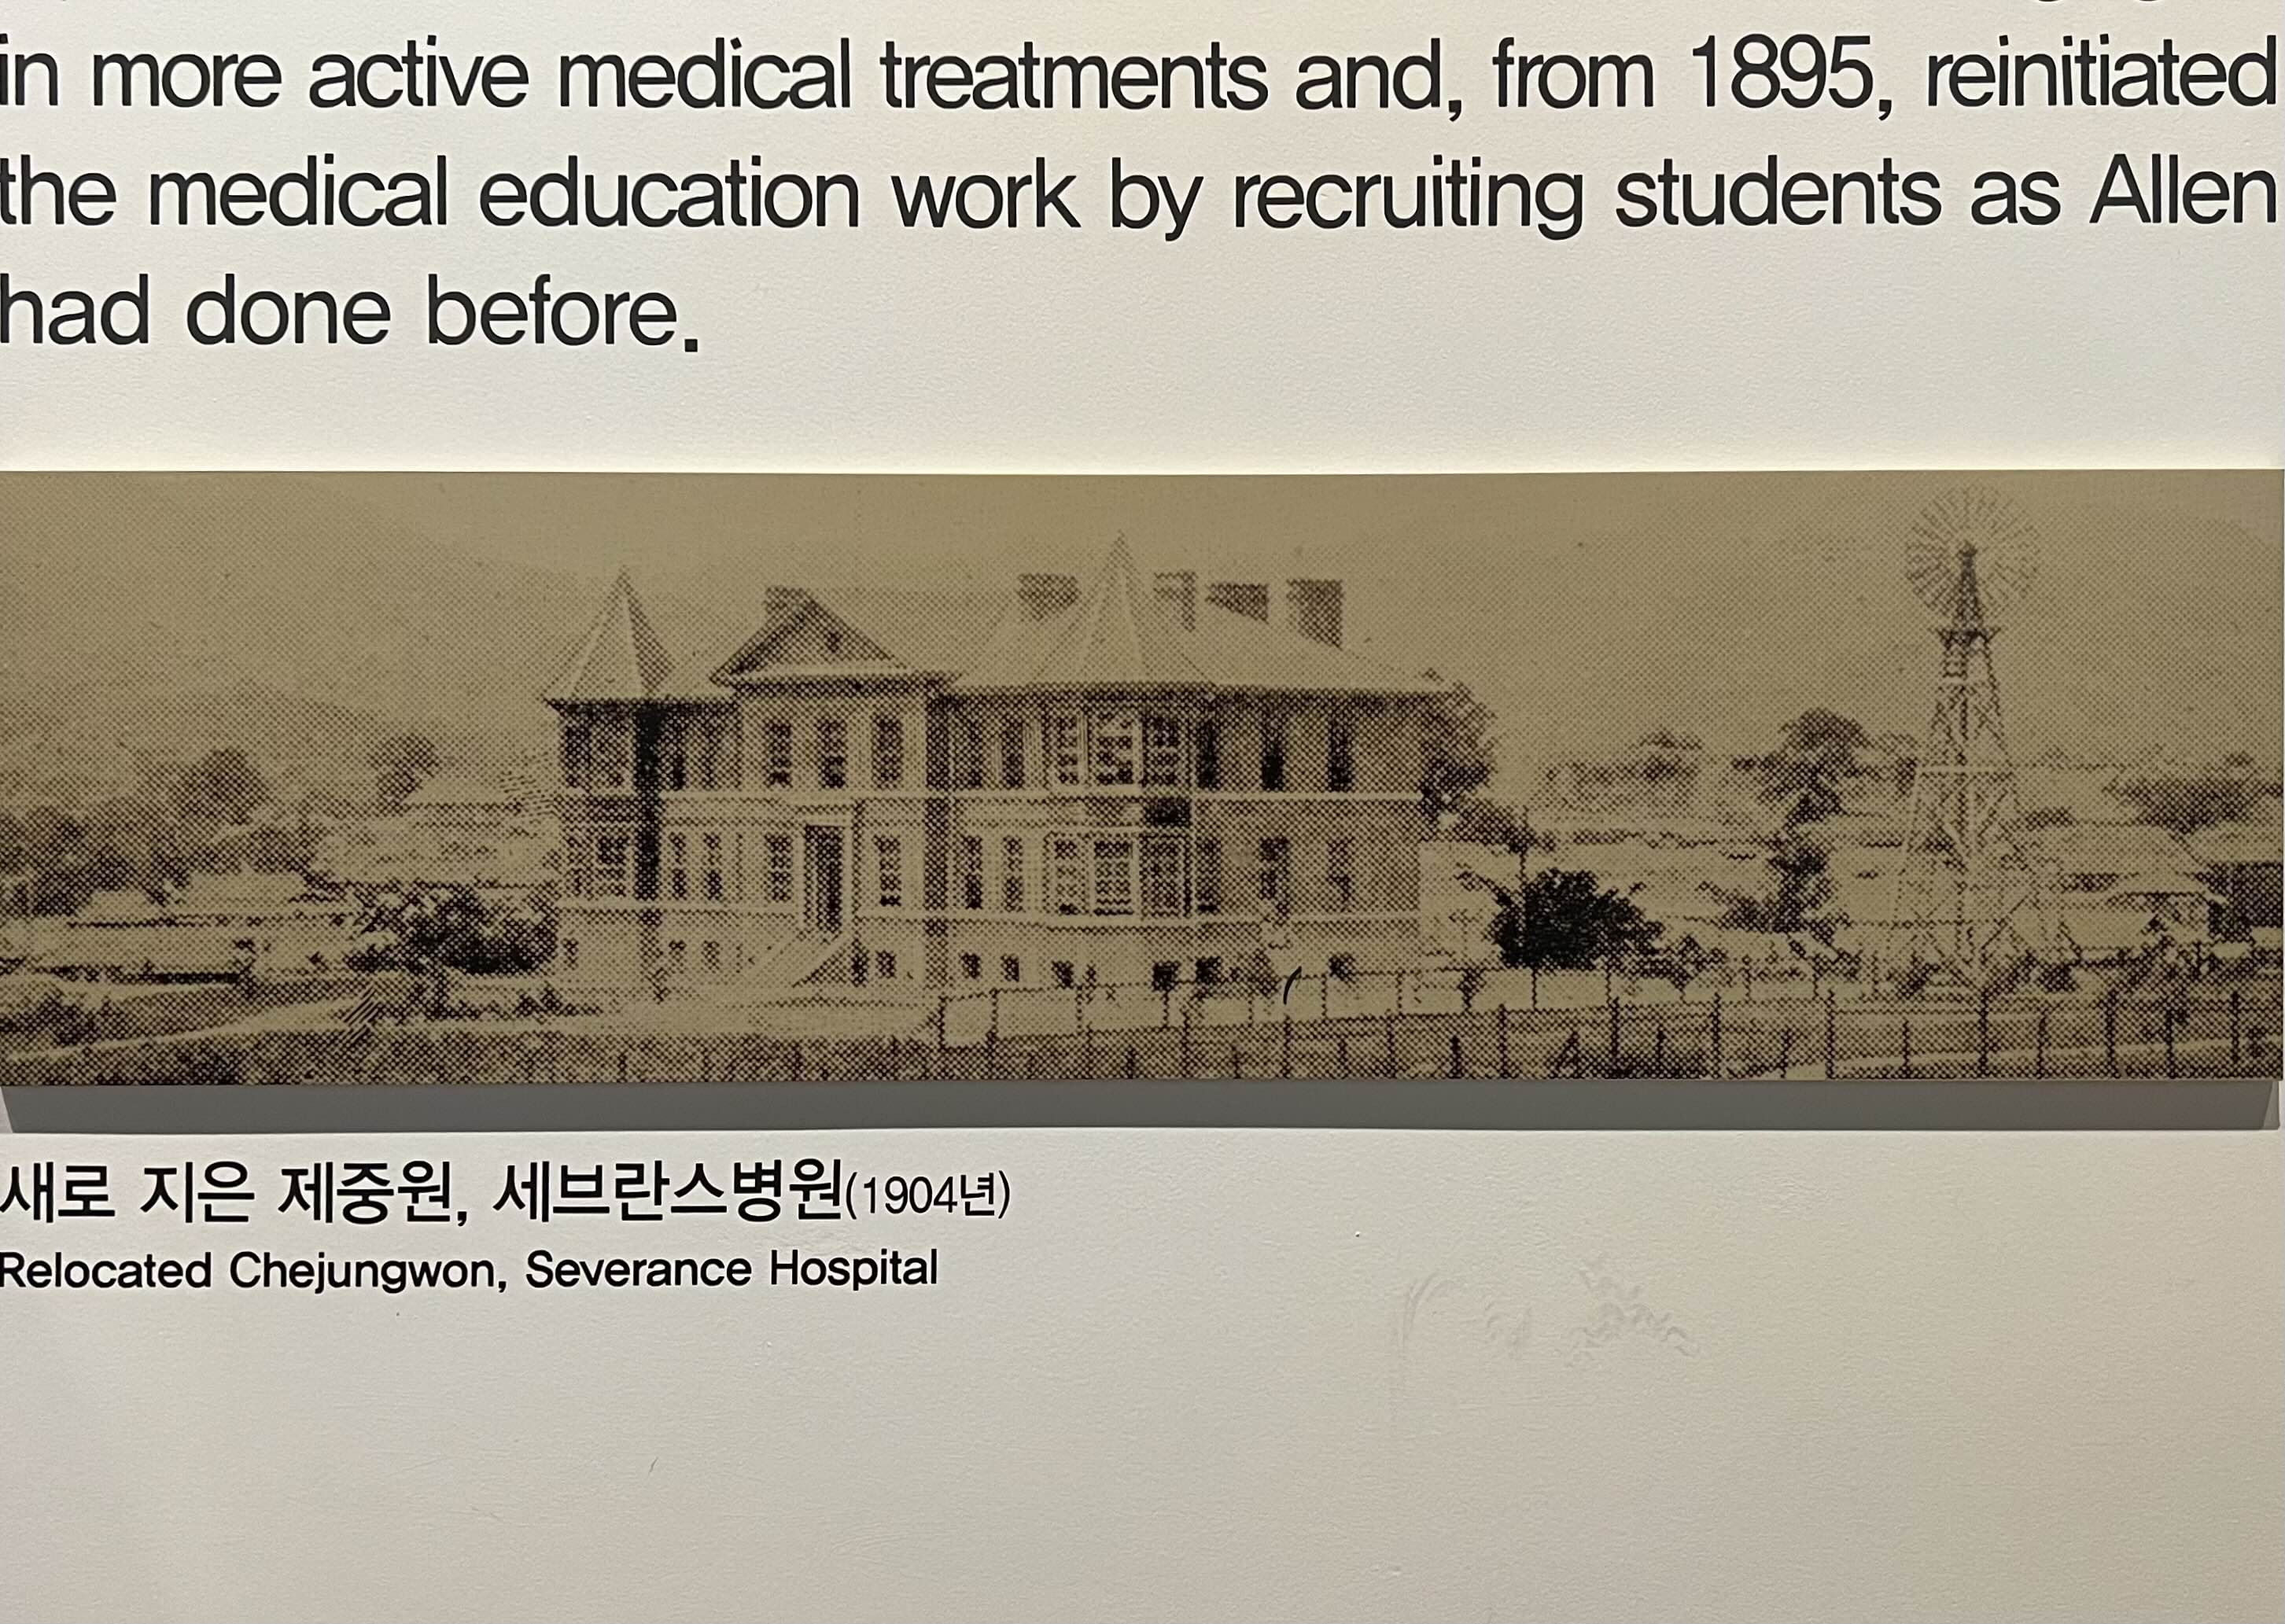 in more active medical treatments and, from 1895, reinitiated
the medical education work by recruiting students as Allen
had done before.
새로 지은 제중원, 세브란스병원(1904년)
Relocated Chejungwon, Severance Hospital